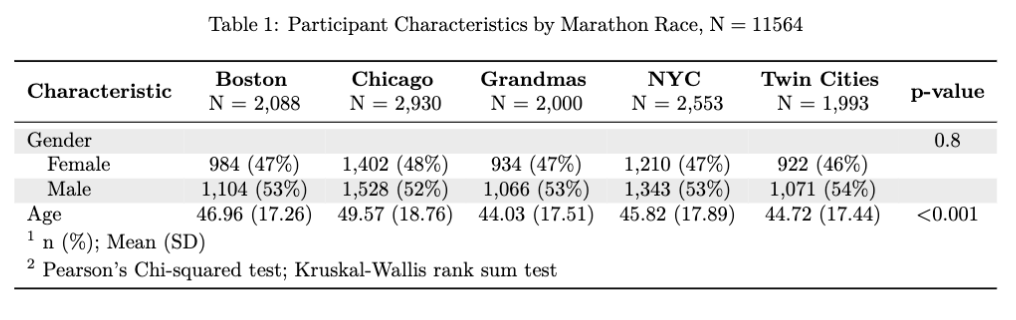 Table 1: Participant Characteristics by Marathon Race, N = 11564
Characteristic Boston Chicago Grandmas NYC Twin Cities p-value
N = 2,088 N = 2,930 N = 2,000 N = 2,553 N = 1,993
Gender 0.8
Female 984 (47%) 1,402 (48%) 934 (47%) 1,210 (47%) 922 (46%)
Male 1,104 (53%) 1,528 (52%) 1,066 (53%) 1,343 (53%) 1,071 (54%)
Age 46.96 (17.26) 49.57 (18.76) 44.03 (17.51) 45.82 (17.89) 44.72 (17.44) <0.001
1 n (%); Mean (SD)
2 Pearson's Chi-squared test; Kruskal-Wallis rank sum test